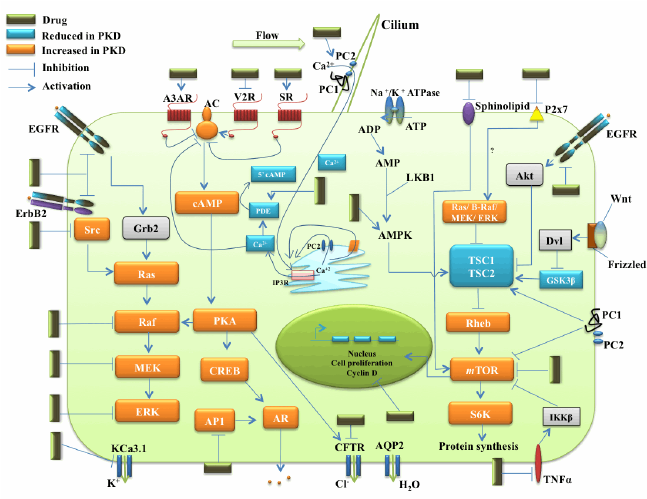 Drug
Reduced in PKD
Increased in PKD
Inhibition
Activation
Flow
Cilium
PC2
Ca²⁺
PC1
A3AR
AC
V2R
SR
Na⁺/K⁺ ATPase
ADP
ATP
Sphinolipid
P2x7
EGFR
EGFR
AMP
LKB1
AMPK
?
Akt
ErbB2
Src
Grb2
cAMP
5'cAMP
Ca²⁺
PDE
Ras/ B-Raf/
MEK/ ERK
Wnt
Dvl
Frizzled
GSK3β
Ras
PC2
IP3R
Ca⁺²
TSC1
TSC2
Raf
PKA
Rheb
PC1
PC2
MEK
CREB
Nucleus
Cell proliferation
Cyclin D
mTOR
ERK
AP1
AR
S6K
IKKβ
KCa3.1
K⁺
CFTR
Cl⁻
AQP2
H₂O
Protein synthesis
TNFα